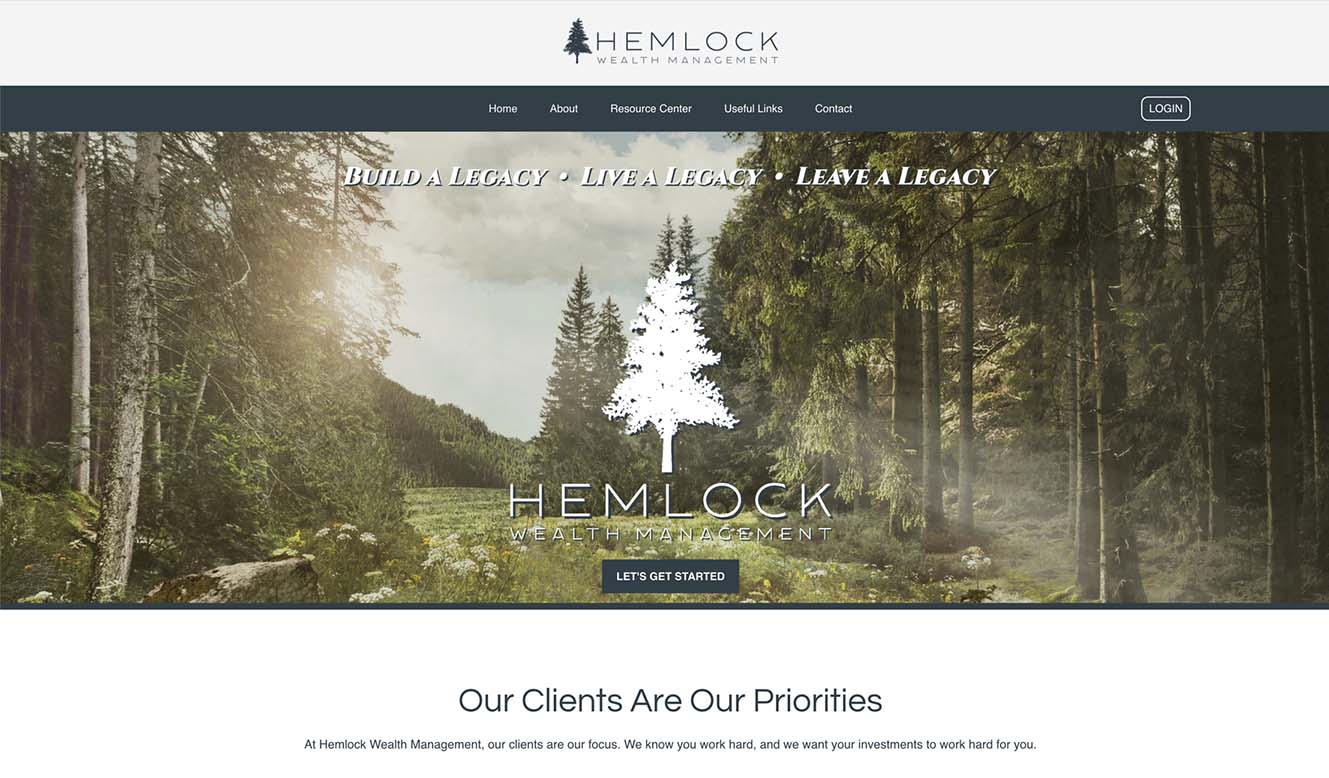 HEMLOCK
WEALTH MANAGEMENT
Home About Resource Center Useful Links Contact LOGIN
BUILD A LEGACY • LIVE A LEGACY • LEAVE A LEGACY
HEMLOCK
WEALTH MANAGEMENT
LET'S GET STARTED
Our Clients Are Our Priorities
At Hemlock Wealth Management, our clients are our focus. We know you work hard, and we want your investments to work hard for you.